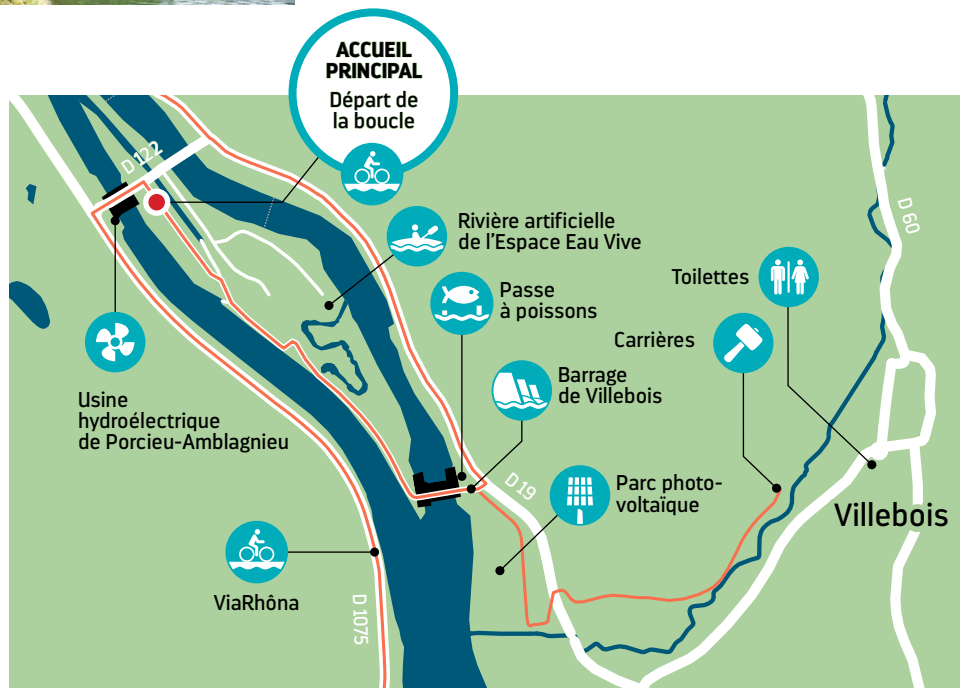 ACCUEIL
PRINCIPAL
Départ de
la boucle
D 122
D 60
Rivière artificielle
de l'Espace Eau Vive
Toilettes
Passe
à poissons
Carrières
Barrage
de Villebois
Usine
hydroélectrique
de Porcieu-Amblagnieu
D 19
Parc photo-
voltaïque
Villebois
ViaRhôna
D 1075